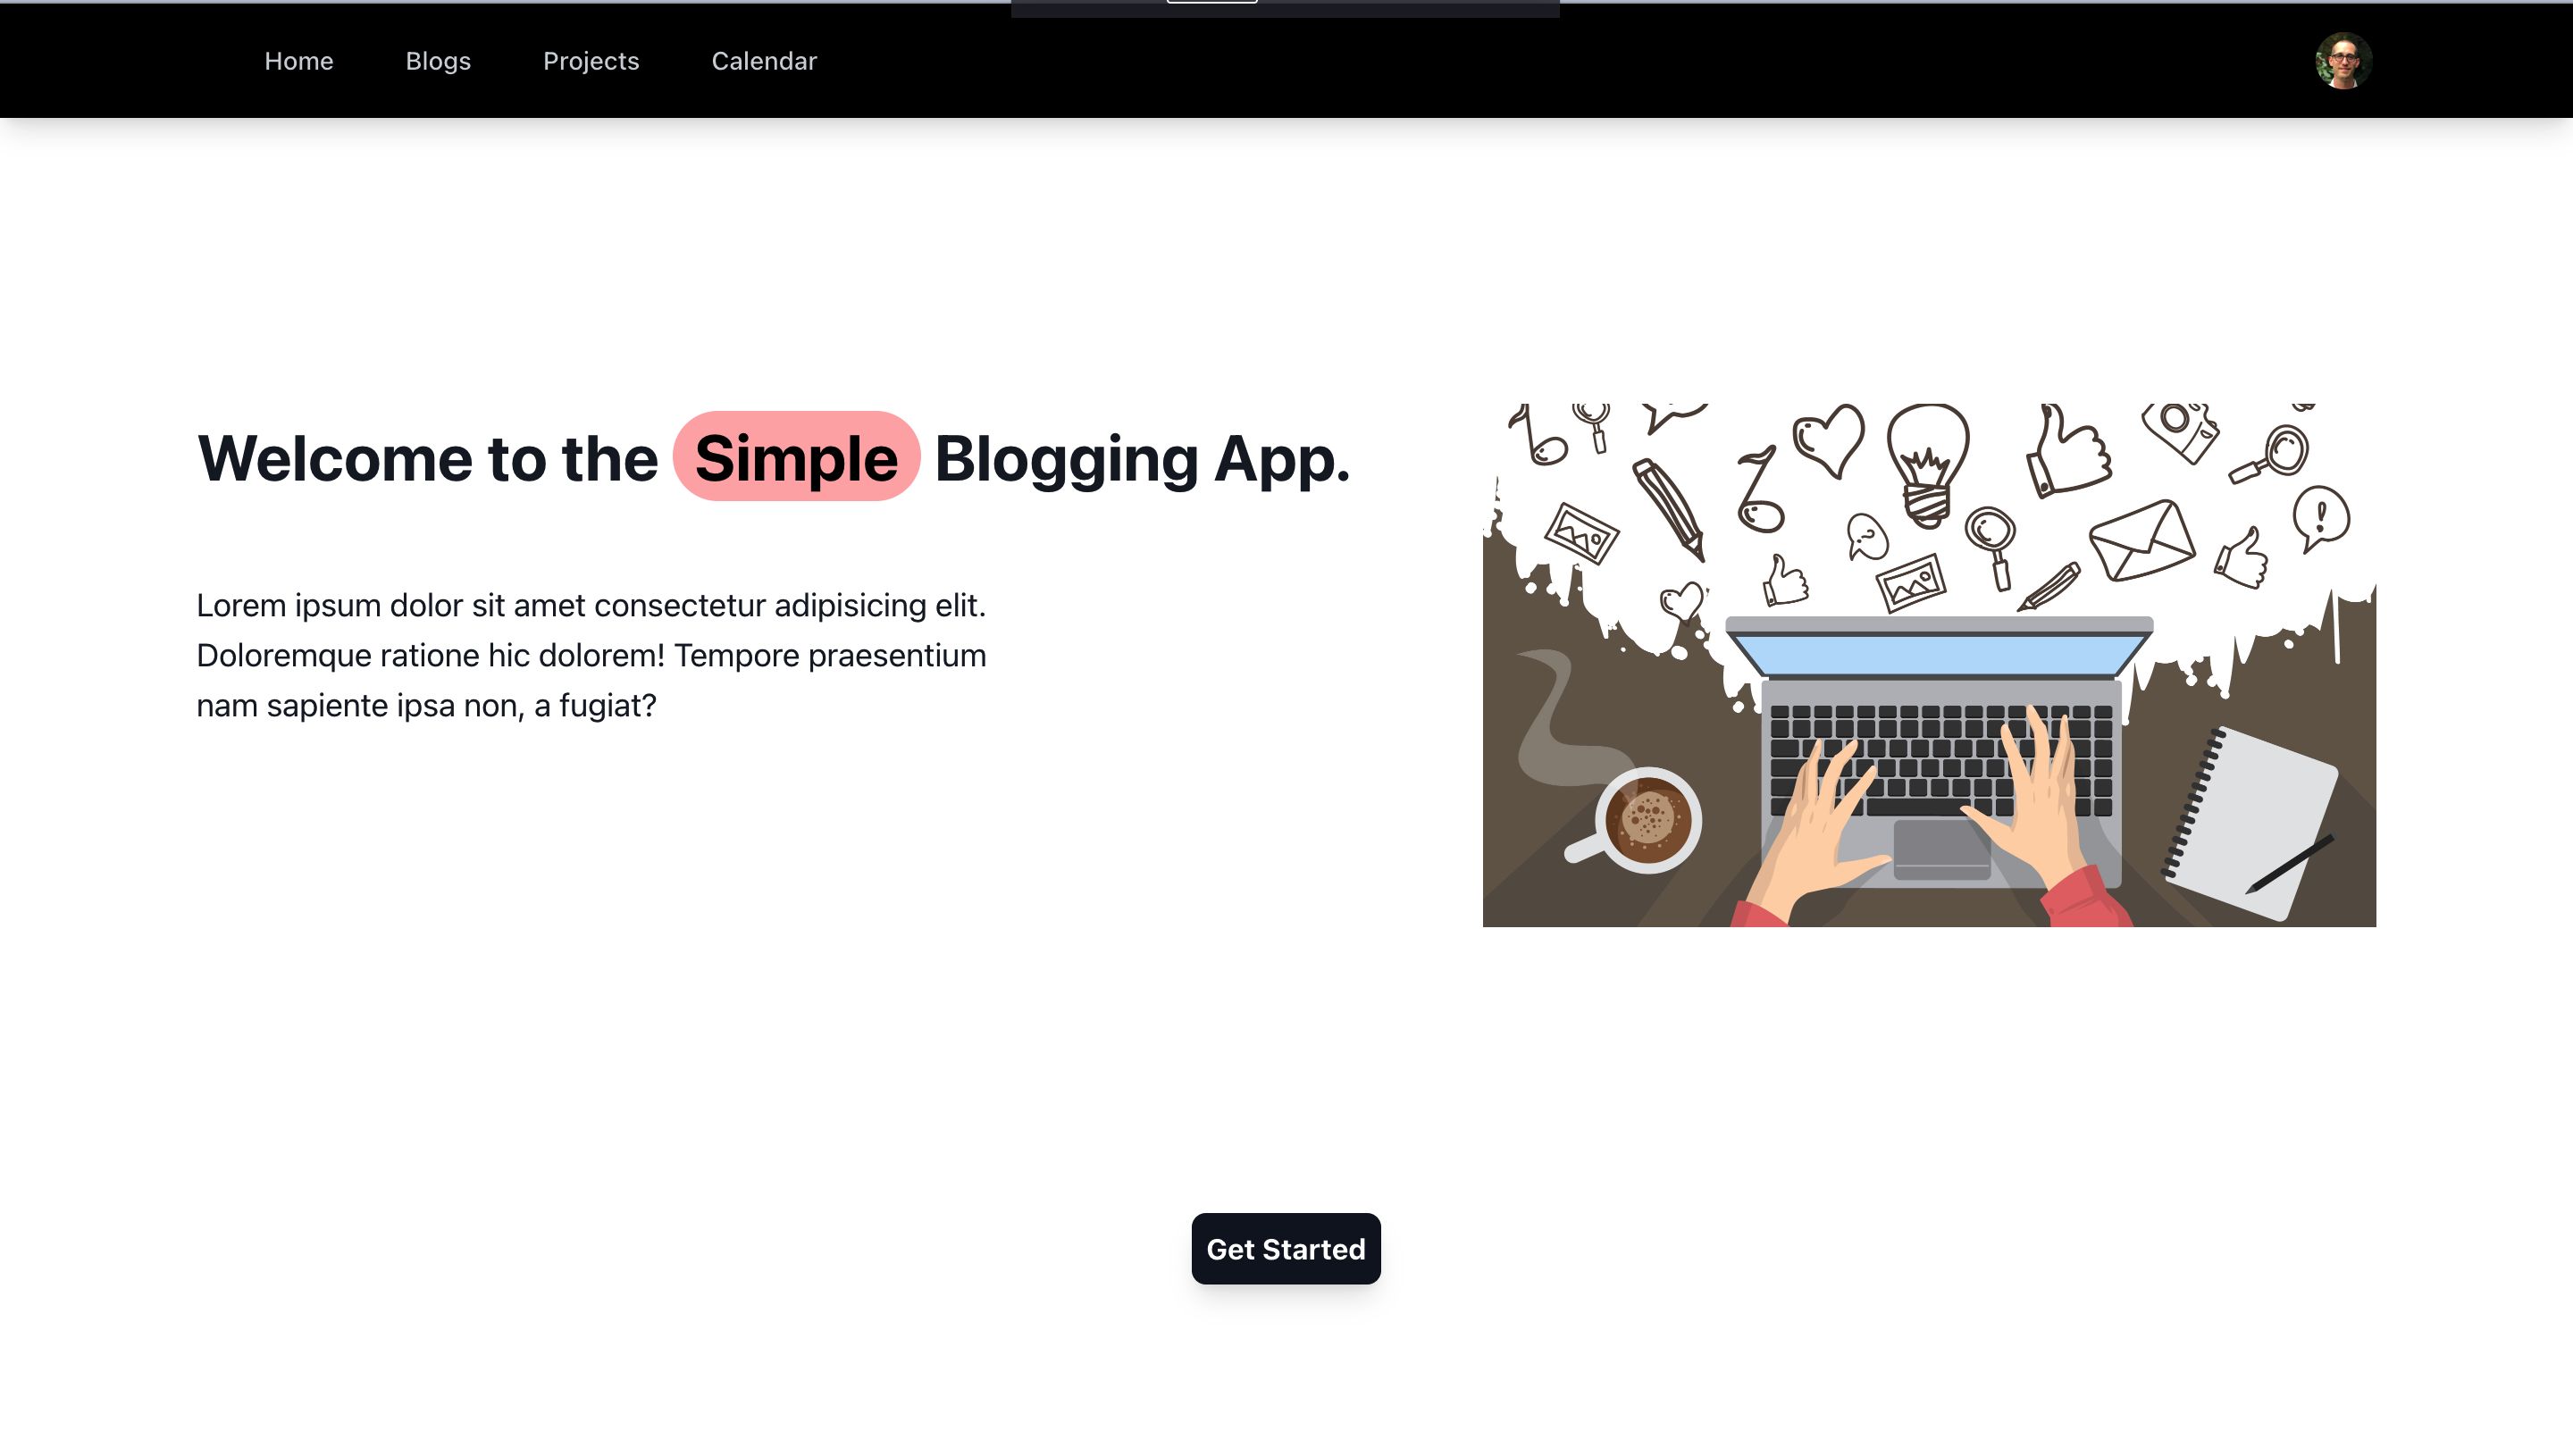 Home
Blogs
Projects
Calendar
Welcome to the Simple Blogging App.
Lorem ipsum dolor sit amet consectetur adipisicing elit.
Doloremque ratione hic dolorem! Tempore praesentium
nam sapiente ipsa non, a fugiat?
Get Started